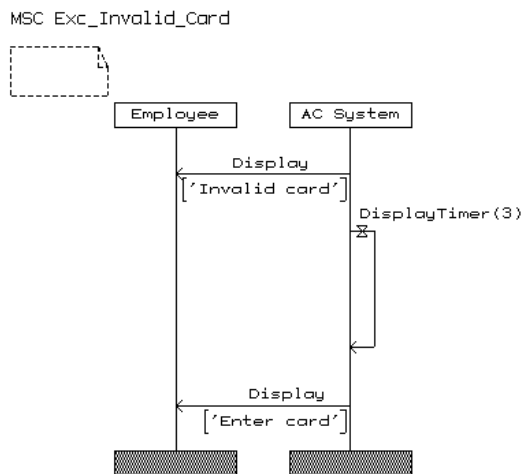 MSC Exc_Invalid_Card
Employee
AC System
Display
['Invalid card']
DisplayTimer(3)
Display
['Enter card']